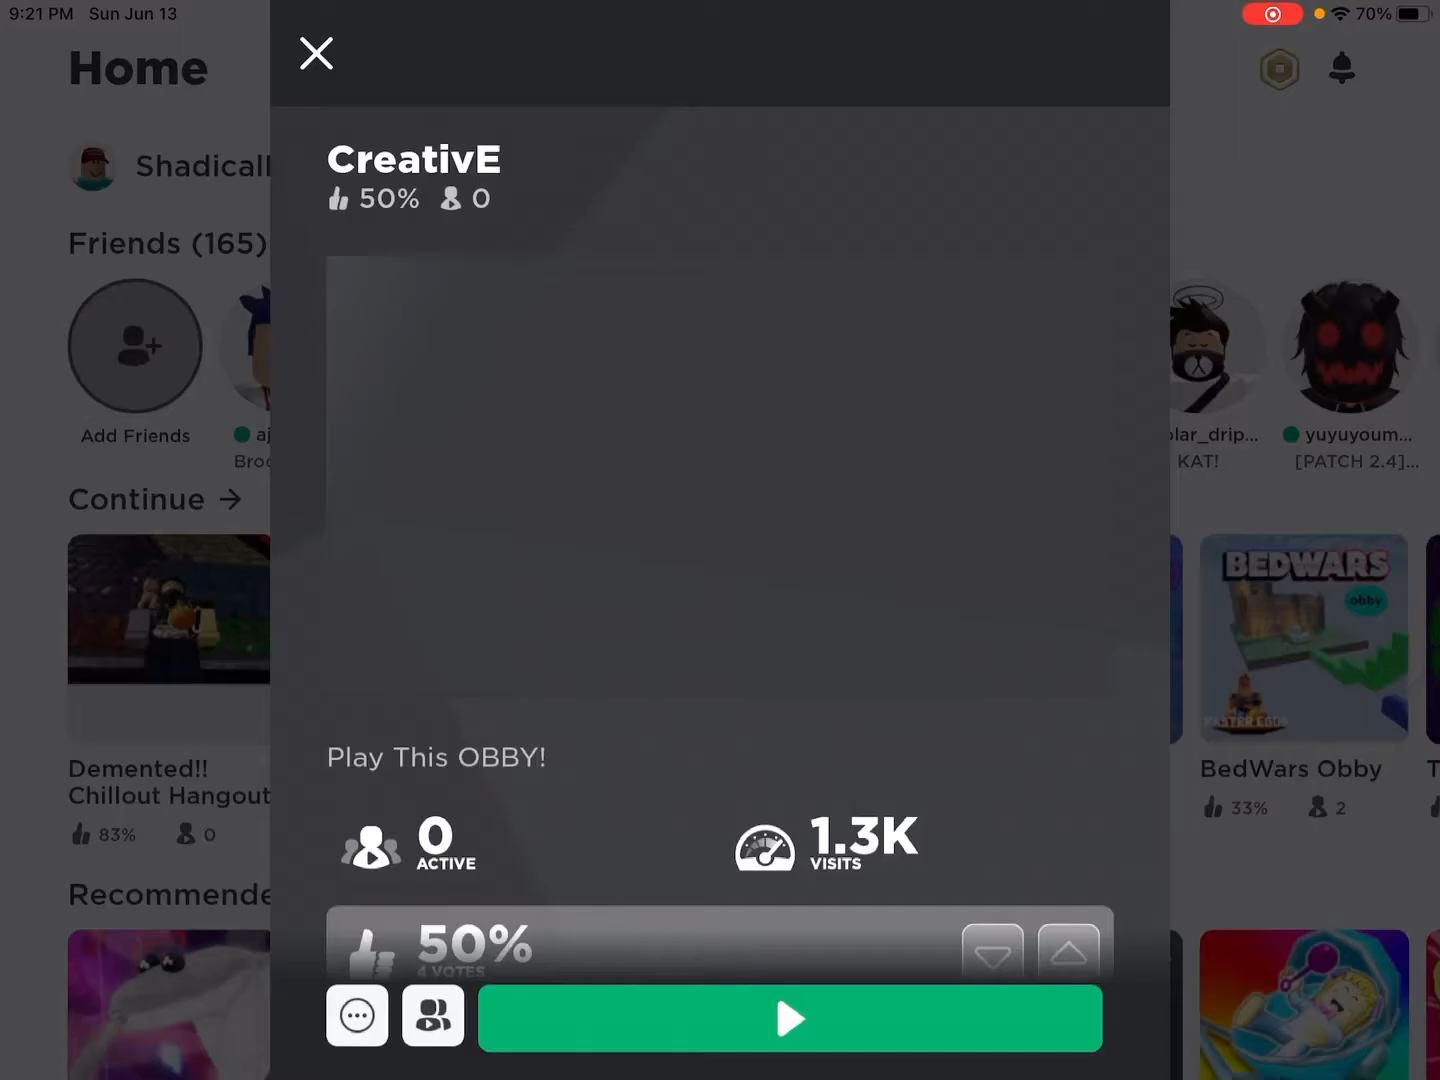 9:21 PM Sun Jun 13
70%
Home
CreativE
50% 0
Shadicall
Friends (165)
Add Friends
yuyuyoum...
KAT!
[PATCH 2.4]...
Continue →
BEDWARS
obby
Play This OBBY!
Demented!!
Chillout Hangout
83% 0
BedWars Obby
33% 2
0
ACTIVE
1.3K
VISITS
50%
4 VOTES